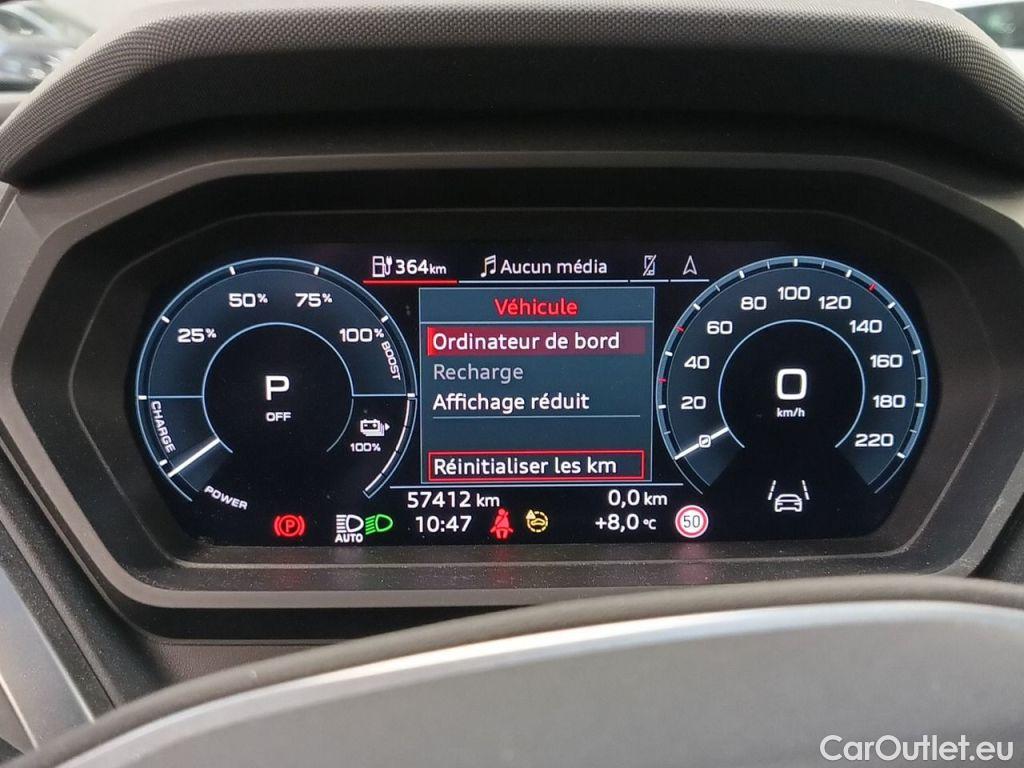 364km
Aucun média
Véhicule
Ordinateur de bord
Recharge
Affichage réduit
Réinitialiser les km
25%
50%
75%
100%
BOOST
P
OFF
CHARGE
POWER
100%
20
40
60
80
100
120
140
160
180
220
0
km/h
57412 km
0,0 km
P
AUTO
10:47
+8,0 °C
50
CarOutlet.eu